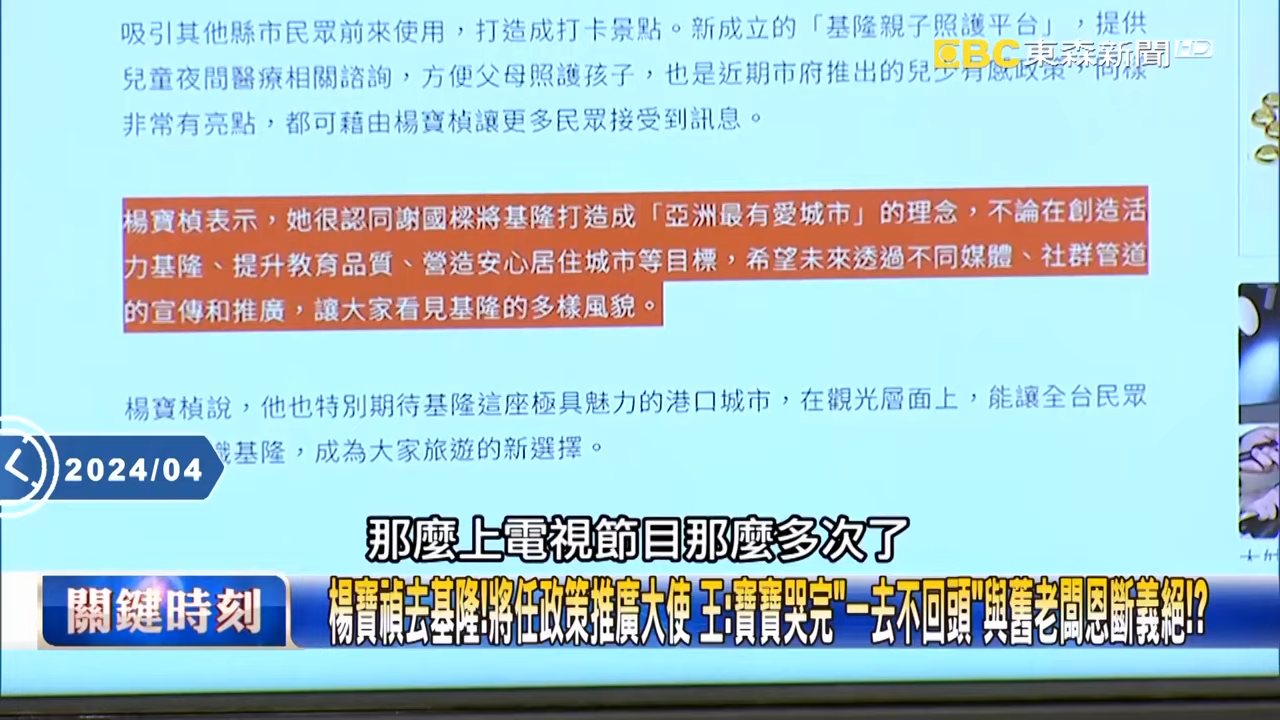 吸引其他縣市民眾前來使用，打造成打卡景點。新成立的「基隆親子照護平台」，提供
兒童夜間醫療相關諮詢，方便父母照護孩子，也是近期市府推出的兒少有感政策，同樣
非常有亮點，都可藉由楊寶楨讓更多民眾接受到訊息。
EBC 東森新聞 HD
楊寶楨表示，她很認同謝國樑將基隆打造成「亞洲最有愛城市」的理念，不論在創造活
力基隆、提升教育品質、營造安心居住城市等目標，希望未來透過不同媒體、社群管道
的宣傳和推廣，讓大家看見基隆的多樣風貌。
楊寶楨說，他也特別期待基隆這座極具魅力的港口城市，在觀光層面上，能讓全台民眾
識基隆，成為大家旅遊的新選擇。
2024/04
那麼上電視節目那麼多次了
關鍵時刻
楊寶禎去基隆!將任政策推廣大使 王:寶寶哭完"一去不回頭"與舊老闆恩斷義絕!?